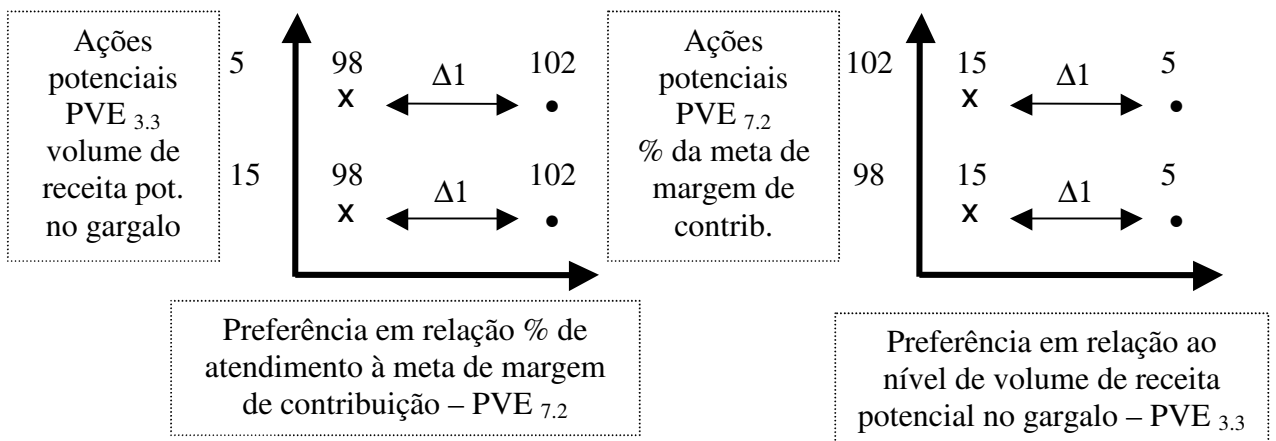 Ações
potenciais
PVE 3.3
volume de
receita pot.
no gargalo
5
98
x
Δ1
102
•
15
98
x
Δ1
102
•
Preferência em relação % de
atendimento à meta de margem
de contribuição – PVE 7.2
Ações
potenciais
PVE 7.2
% da meta de
margem de
contrib.
102
15
x
Δ1
5
•
98
15
x
Δ1
5
•
Preferência em relação ao
nível de volume de receita
potencial no gargalo – PVE 3.3